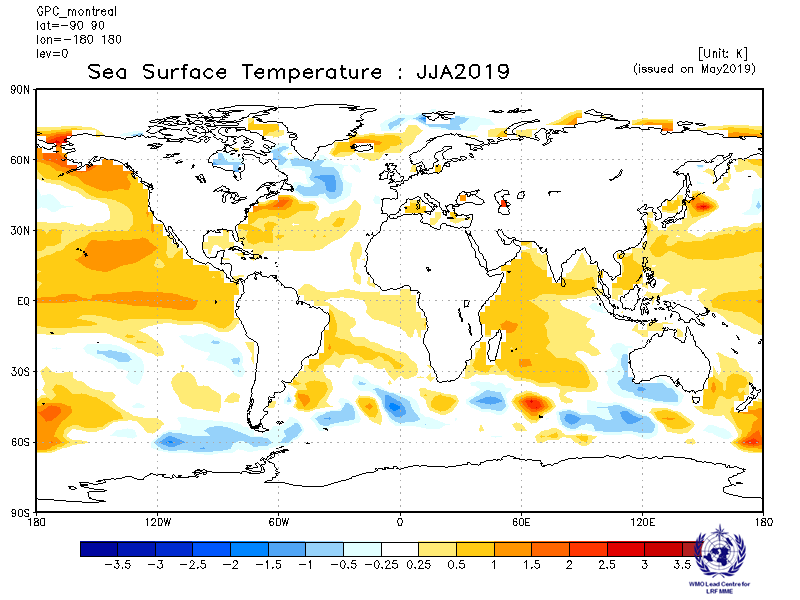 GPC_montreal
lat=-90 90
lon=-180 180
lev=0
[Unit: K]
Sea Surface Temperature : JJA2019
(issued on May2019)
90N
60N
30N
EQ
30S
60S
90S
180 120W 60W 0 60E 120E 180
-3.5 -3 -2.5 -2 -1.5 -1 -0.5 -0.25 0.25 0.5 1 1.5 2 2.5 3 3.5
WMO Lead Centre for
LRF MME